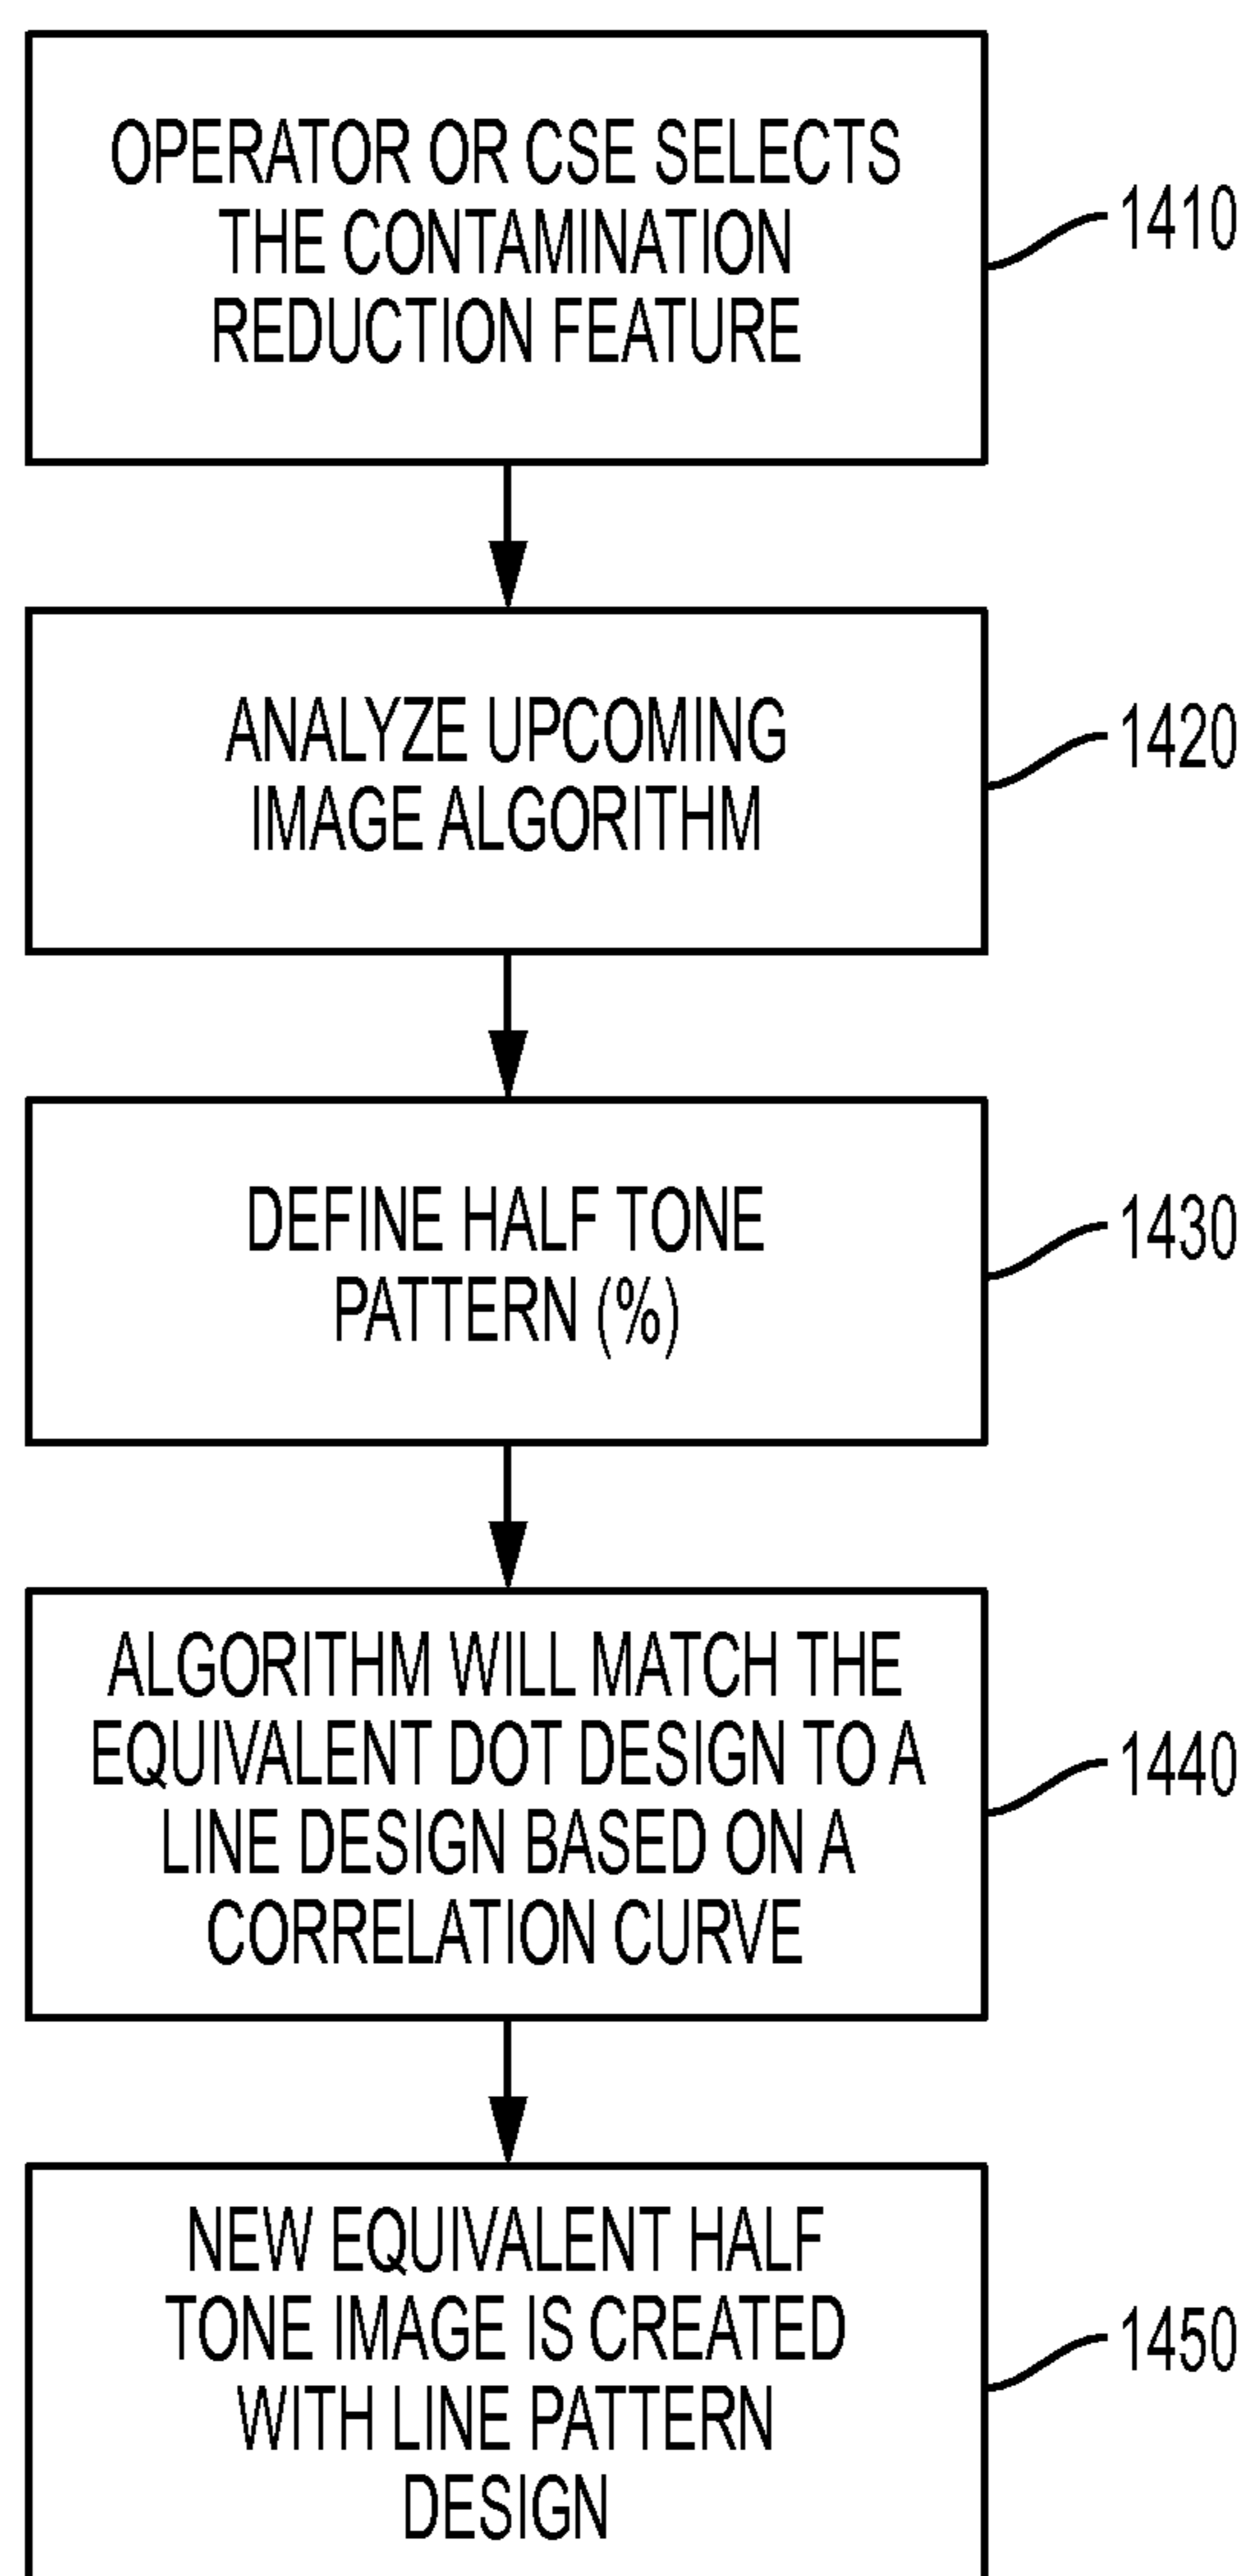 OPERATOR OR CSE SELECTS
THE CONTAMINATION
REDUCTION FEATURE
1410
ANALYZE UPCOMING
IMAGE ALGORITHM
1420
DEFINE HALF TONE
PATTERN (%)
1430
ALGORITHM WILL MATCH THE
EQUIVALENT DOT DESIGN TO A
LINE DESIGN BASED ON A
CORRELATION CURVE
1440
NEW EQUIVALENT HALF
TONE IMAGE IS CREATED
WITH LINE PATTERN
DESIGN
1450